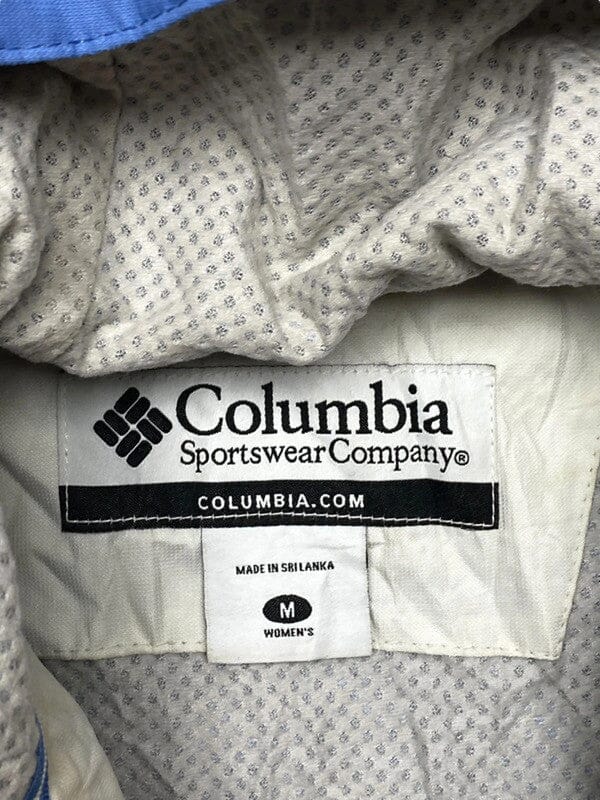 Columbia
Sportswear Company®
COLUMBIA.COM
MADE IN SRI LANKA
M
WOMEN'S